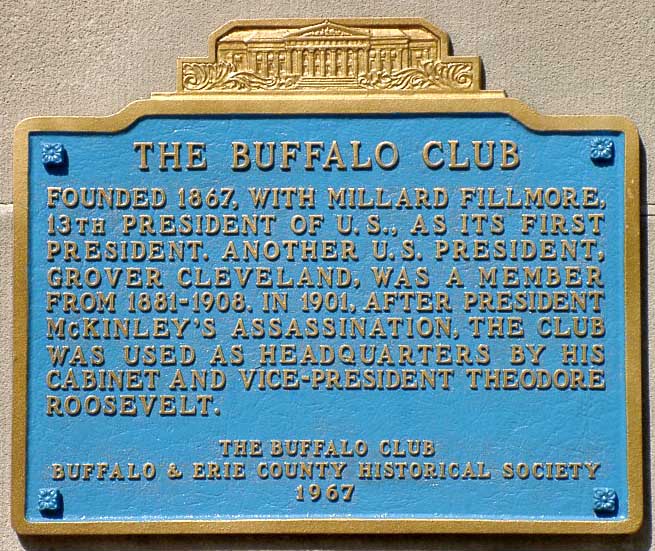 THE BUFFALO CLUB
FOUNDED 1867, WITH MILLARD FILLMORE,
13TH PRESIDENT OF U.S., AS ITS FIRST
PRESIDENT. ANOTHER U.S. PRESIDENT,
GROVER CLEVELAND, WAS A MEMBER
FROM 1881-1908. IN 1901, AFTER PRESIDENT
MCKINLEY'S ASSASSINATION, THE CLUB
WAS USED AS HEADQUARTERS BY HIS
CABINET AND VICE-PRESIDENT THEODORE
ROOSEVELT.
THE BUFFALO CLUB
BUFFALO & ERIE COUNTY HISTORICAL SOCIETY
1967